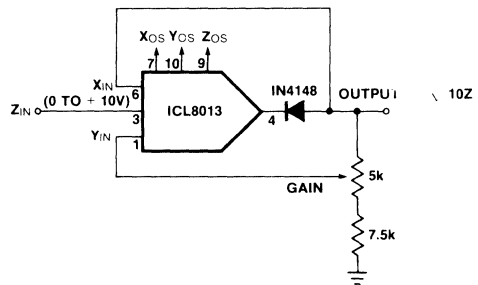 XOS YOS ZOS
7 10 9
XIN
6
IN4148
OUTPUT
10Z
ZIN
(0 TO + 10V)
3
ICL8013
4
YIN
1
5k
GAIN
7.5k